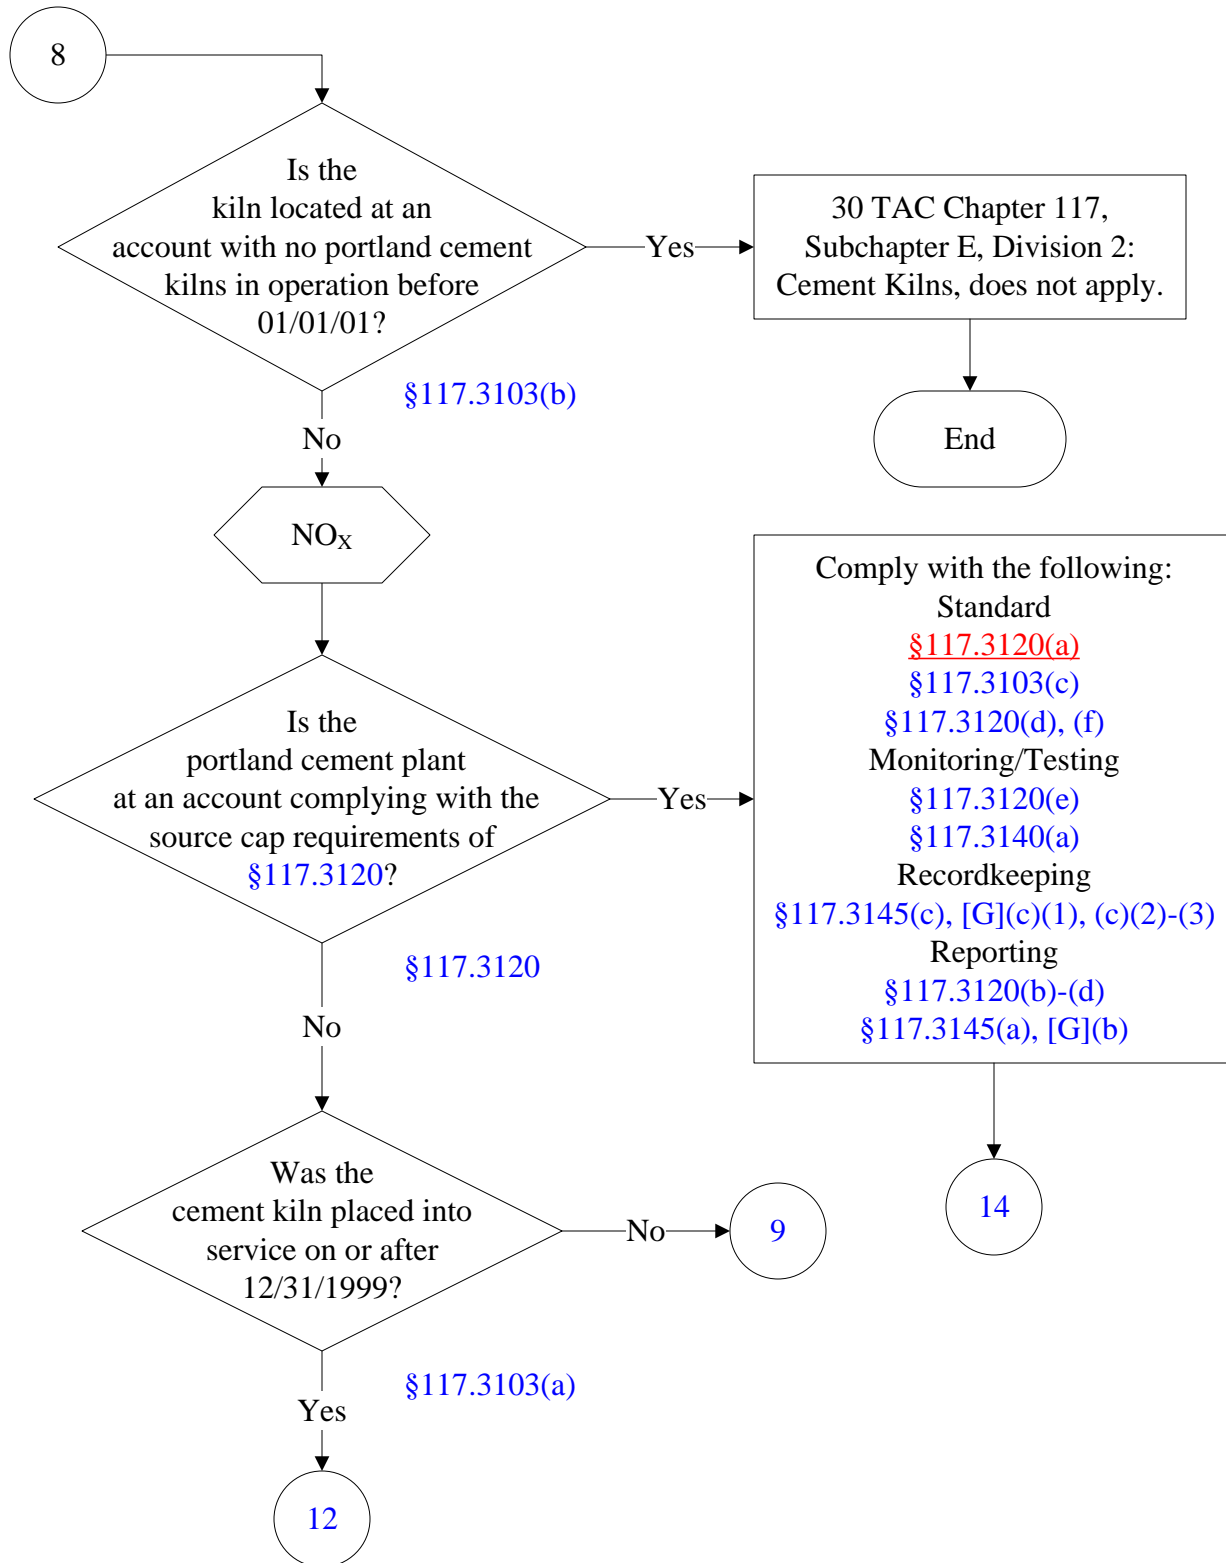 8
Is the
kiln located at an
account with no portland cement
kilns in operation before
01/01/01?
Yes
30 TAC Chapter 117,
Subchapter E, Division 2:
Cement Kilns, does not apply.
§117.3103(b)
No
End
NOX
Is the
portland cement plant
at an account complying with the
source cap requirements of
§117.3120?
Yes
Comply with the following:
Standard
§117.3120(a)
§117.3103(c)
§117.3120(d), (f)
Monitoring/Testing
§117.3120(e)
§117.3140(a)
Recordkeeping
§117.3145(c), [G](c)(1), (c)(2)-(3)
Reporting
§117.3120(b)-(d)
§117.3145(a), [G](b)
§117.3120
No
14
Was the
cement kiln placed into
service on or after
12/31/1999?
No
9
§117.3103(a)
Yes
12